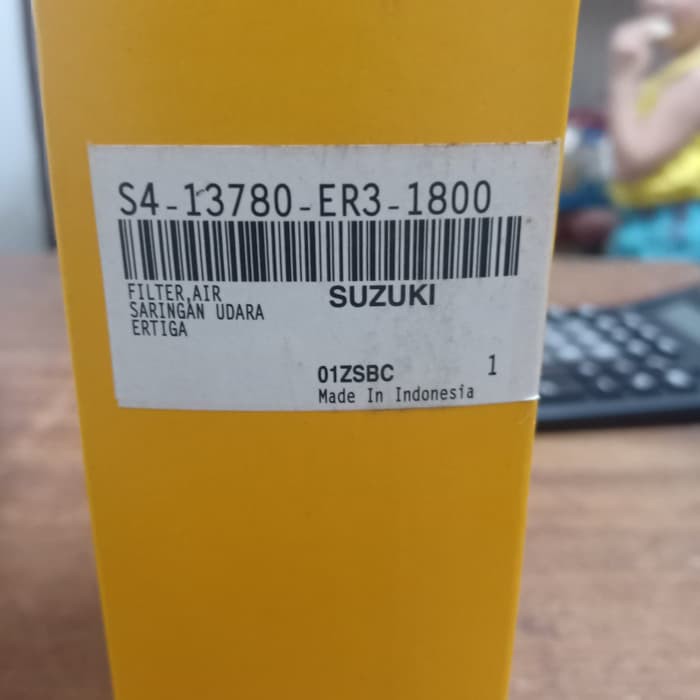 S4-13780-ER3-1800
FILTER,AIR
SARINGAN UDARA
ERTIGA
SUZUKI
01ZSBC
1
Made In Indonesia